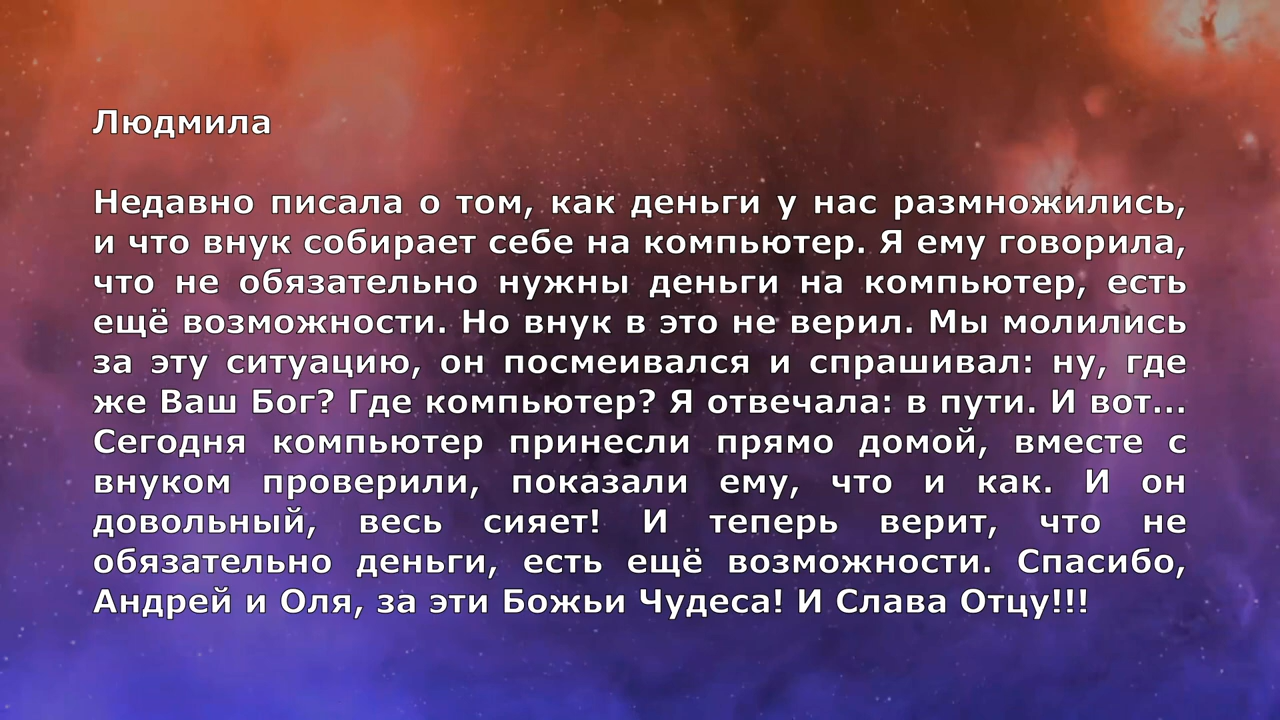 Людмила
Недавно писала о том, как деньги у нас размножились,
и что внук собирает себе на компьютер. Я ему говорила,
что не обязательно нужны деньги на компьютер, есть
ещё возможности. Но внук в это не верил. Мы молились
за эту ситуацию, он посмеивался и спрашивал: ну, где
же Ваш Бог? Где компьютер? Я отвечала: в пути. И вот...
Сегодня компьютер принесли прямо домой, вместе с
внуком проверили, показали ему, что и как. И он
довольный, весь сияет! И теперь верит, что не
обязательно деньги, есть ещё возможности. Спасибо,
Андрей и Оля, за эти Божьи Чудеса! И Слава Отцу!!!